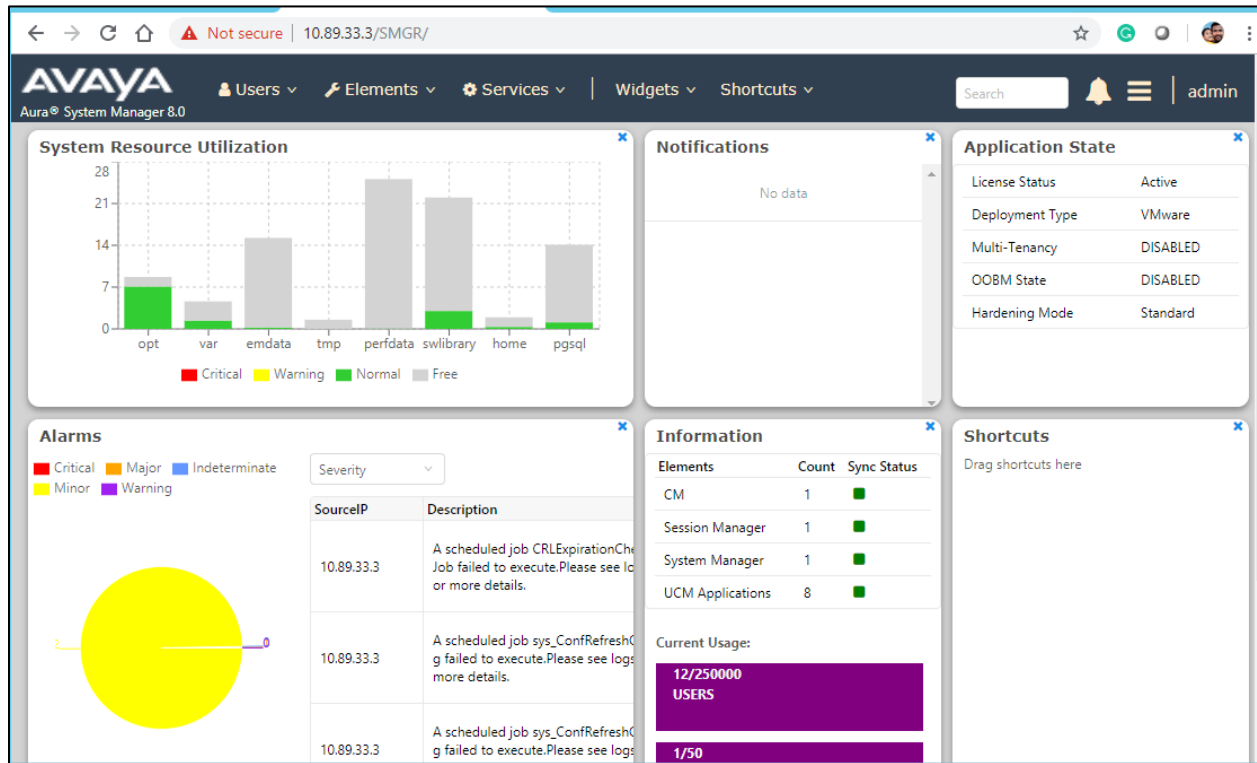 Not secure | 10.89.33.3/SMGR/
AVAYA
Aura® System Manager 8.0
Users
Elements
Services
Widgets
Shortcuts
Search
admin
System Resource Utilization
28
21
14
7
0
opt var emdata tmp perfdata swlibrary home pgsql
Critical Warning Normal Free
Notifications
No data
Application State
License Status Active
Deployment Type VMware
Multi-Tenancy DISABLED
OOBM State DISABLED
Hardening Mode Standard
Alarms
Critical Major Indeterminate
Minor Warning
Severity
SourceIP Description
10.89.33.3
A scheduled job CRLExpirationChe
Job failed to execute.Please see lo
or more details.
10.89.33.3
A scheduled job sys_ConfRefreshC
g failed to execute.Please see logs
more details.
10.89.33.3
A scheduled job sys_ConfRefreshC
g failed to execute.Please see logs
0
Information
Elements Count Sync Status
CM 1
Session Manager 1
System Manager 1
UCM Applications 8
Current Usage:
12/250000
USERS
1/50
Shortcuts
Drag shortcuts here